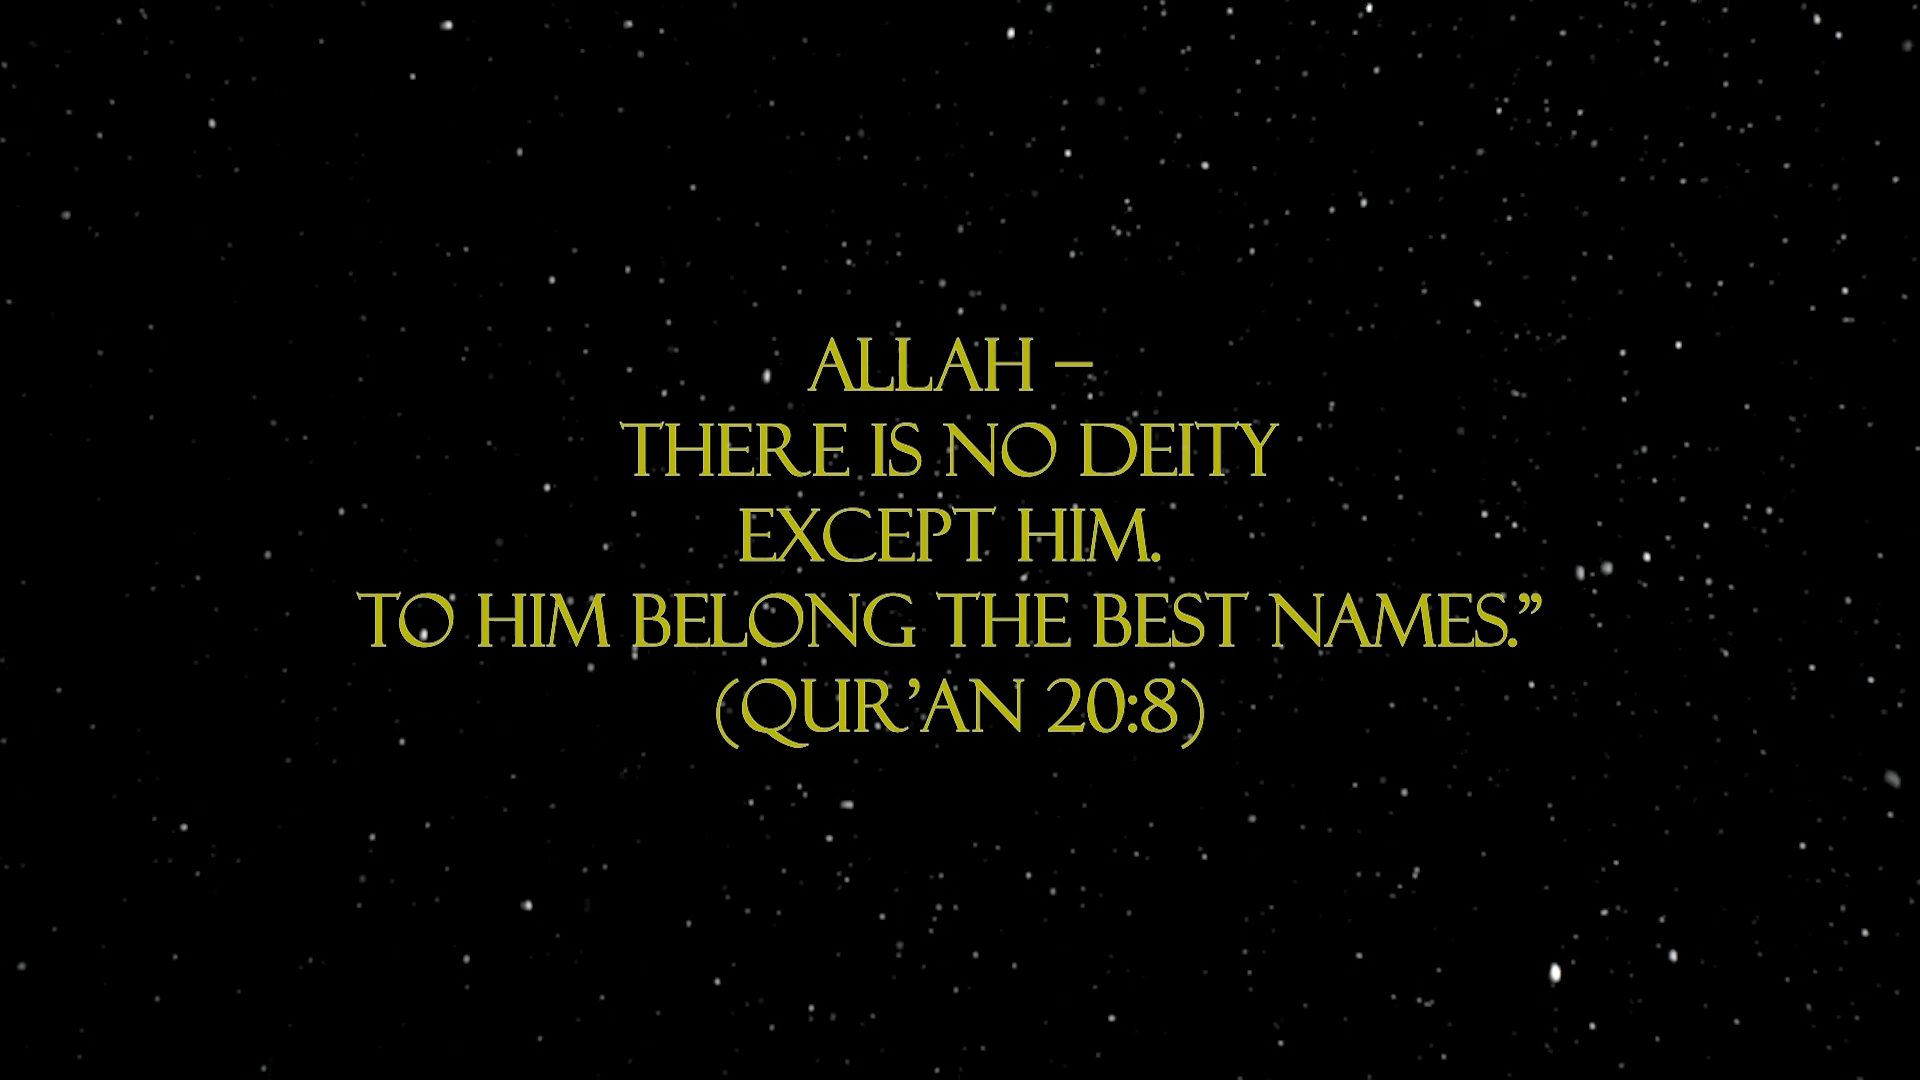 ALLAH –
THERE IS NO DEITY
EXCEPT HIM.
TO HIM BELONG THE BEST NAMES.”
(QUR’AN 20:8)